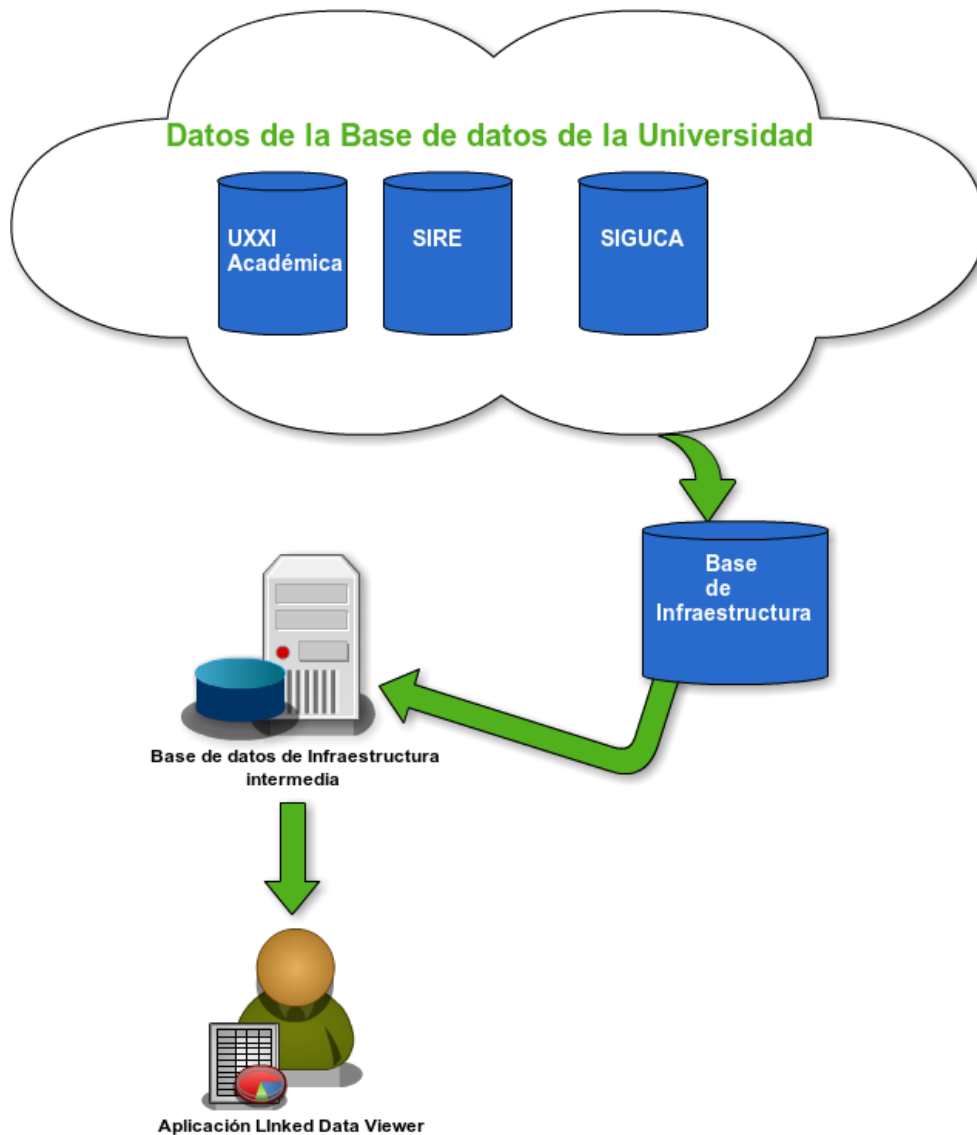 Datos de la Base de datos de la Universidad
UXXI
Académica
SIRE
SIGUCA
Base
de
Infraestructura
Base de datos de Infraestructura
intermedia
Aplicación LInked Data Viewer